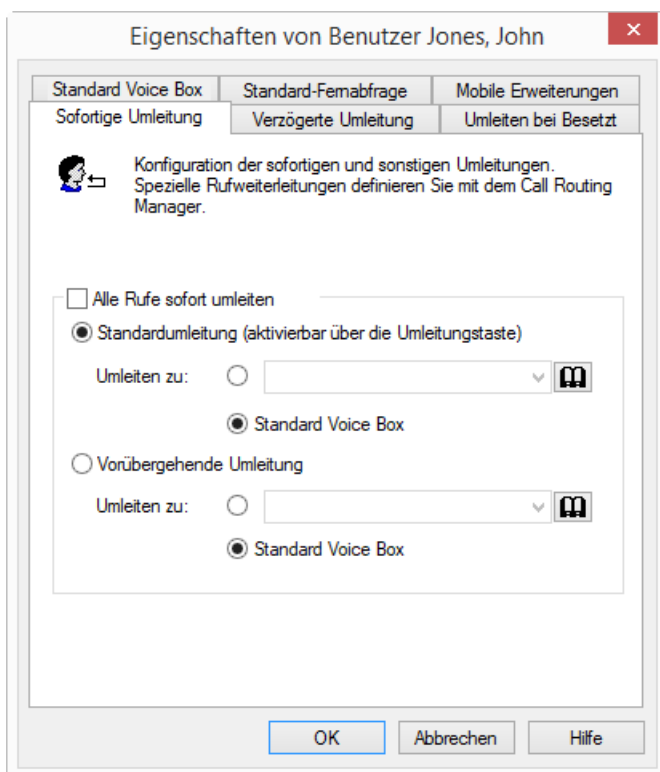 Eigenschaften von Benutzer Jones, John
Standard Voice Box
Standard-Fernabfrage
Mobile Erweiterungen
Sofortige Umleitung
Verzögerte Umleitung
Umleiten bei Besetzt
Konfiguration der sofortigen und sonstigen Umleitungen.
Spezielle Rufweiterleitungen definieren Sie mit dem Call Routing
Manager.
Alle Rufe sofort umleiten
Standardumleitung (aktivierbar über die Umleitungstaste)
Umleiten zu:
Standard Voice Box
Vorübergehende Umleitung
Umleiten zu:
Standard Voice Box
OK
Abbrechen
Hilfe